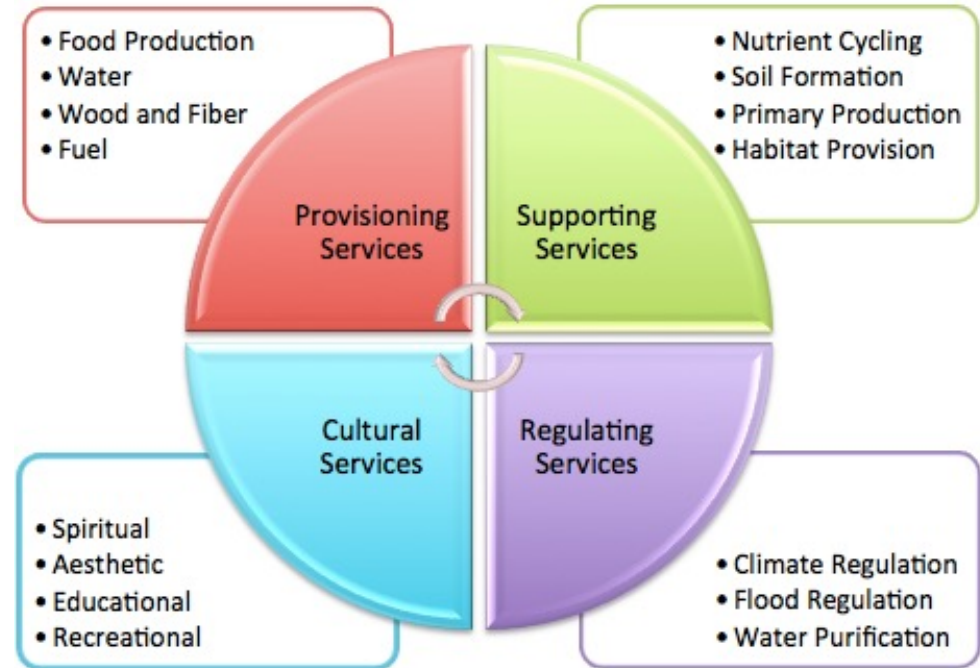 • Food Production
• Water
• Wood and Fiber
• Fuel
• Nutrient Cycling
• Soil Formation
• Primary Production
• Habitat Provision
Provisioning
Services
Supporting
Services
Cultural
Services
Regulating
Services
• Spiritual
• Aesthetic
• Educational
• Recreational
• Climate Regulation
• Flood Regulation
• Water Purification